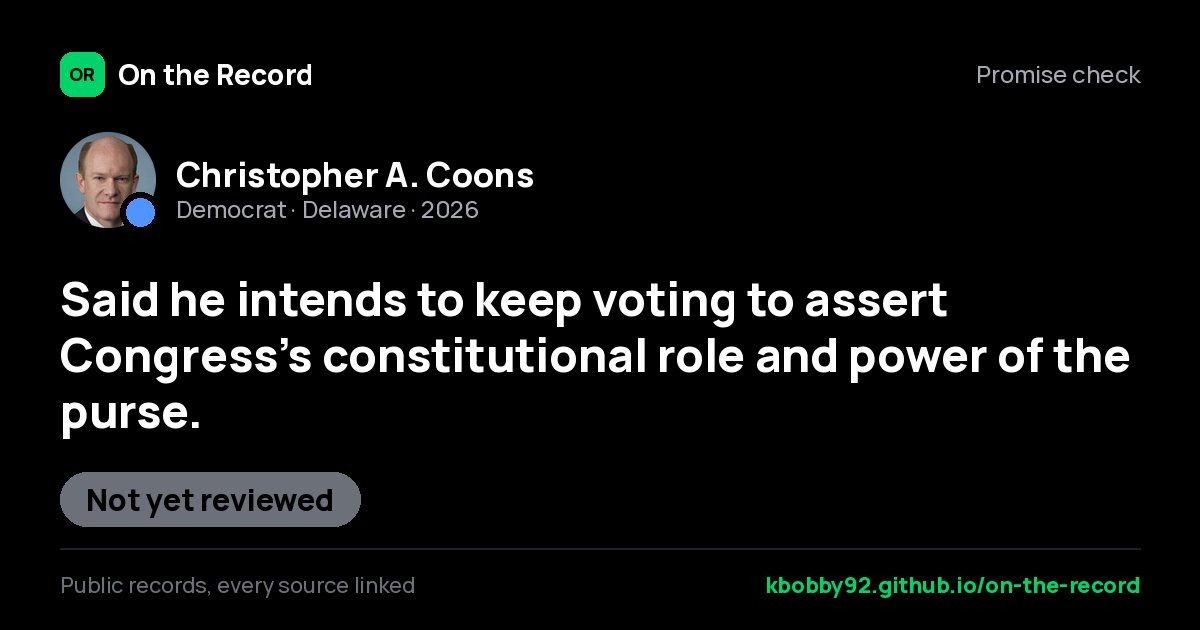 OR On the Record
Promise check
Christopher A. Coons
Democrat · Delaware · 2026
Said he intends to keep voting to assert
Congress’s constitutional role and power of the
purse.
Not yet reviewed
Public records, every source linked
kbobby92.github.io/on-the-record